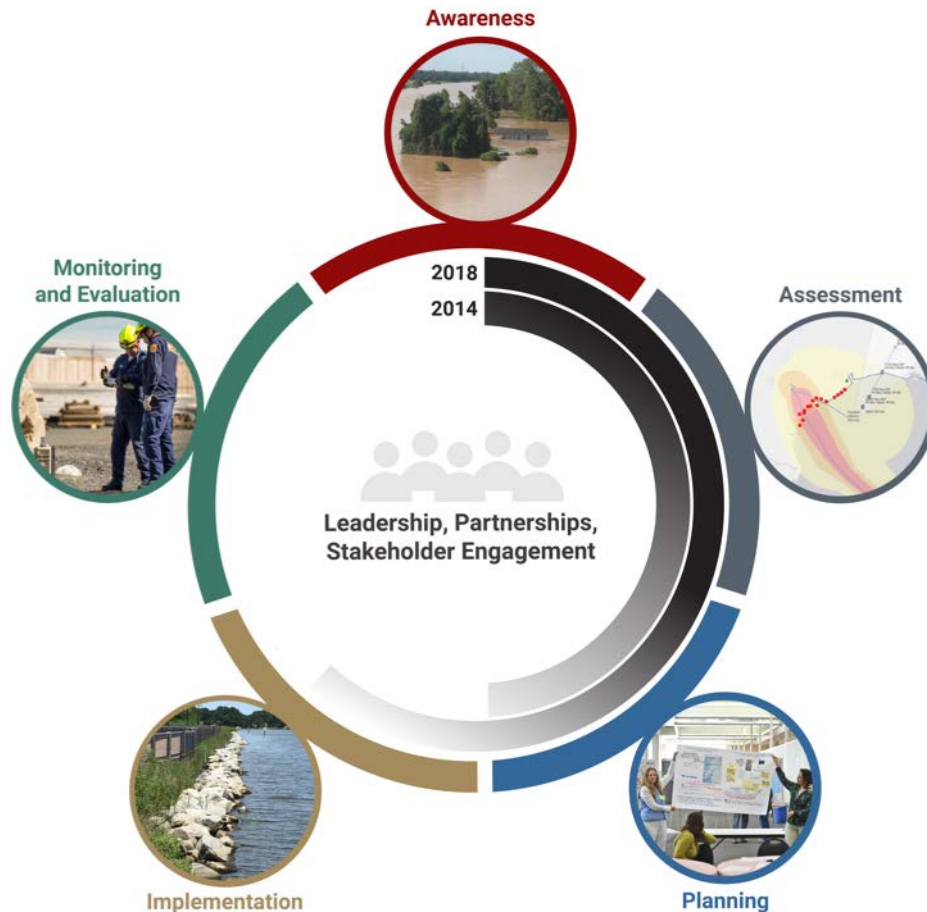 Awareness
2018
2014
Monitoring
and Evaluation
Assessment
Leadership, Partnerships,
Stakeholder Engagement
Implementation
Planning